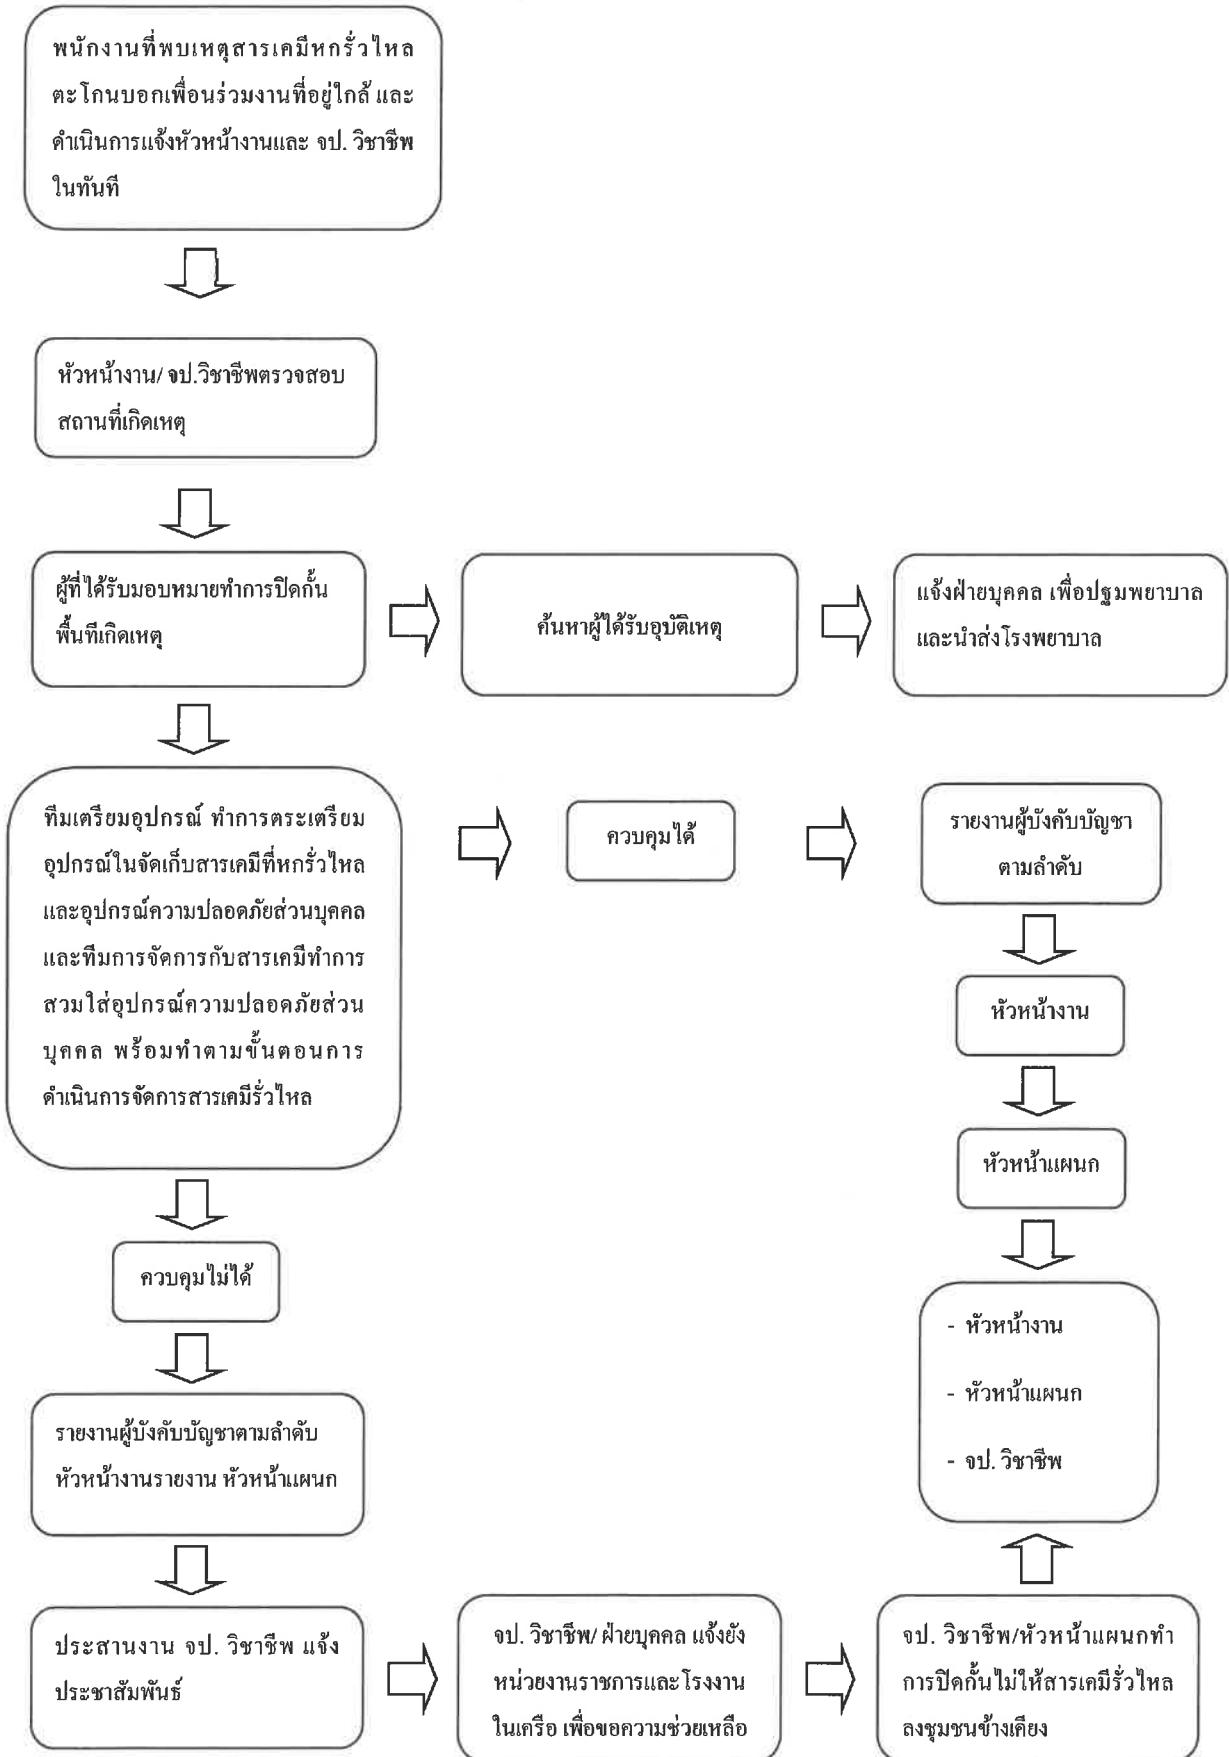 พนักงานที่พบเหตุสารเคมีหกรั่วไหล
ตะโกนบอกเพื่อนร่วมงานที่อยู่ใกล้ และ
ดำเนินการแจ้งหัวหน้างานและ จป. วิชาชีพ
ในทันที
หัวหน้างาน/ จป.วิชาชีพตรวจสอบ
สถานที่เกิดเหตุ
ผู้ที่ได้รับมอบหมายทำการปิดกั้น
พื้นทีเกิดเหตุ
ค้นหาผู้ได้รับอุบัติเหตุ
แจ้งฝ่ายบุคคล เพื่อปฐมพยาบาล
และนำส่งโรงพยาบาล
ทีมเตรียมอุปกรณ์ ทำการตระเตรียม
อุปกรณ์ในจัดเก็บสารเคมีที่หกรั่วไหล
และอุปกรณ์ความปลอดภัยส่วนบุคคล
และทีมการจัดการกับสารเคมีทำการ
สวมใส่อุปกรณ์ความปลอดภัยส่วน
บุคคล พร้อมทำตามขั้นตอนการ
ดำเนินการจัดการสารเคมีรั่วไหล
ควบคุมได้
รายงานผู้บังคับบัญชา
ตามลำดับ
หัวหน้างาน
หัวหน้าแผนก
ควบคุมไม่ได้
- หัวหน้างาน
- หัวหน้าแผนก
- จป. วิชาชีพ
รายงานผู้บังคับบัญชาตามลำดับ
หัวหน้างานรายงาน หัวหน้าแผนก
ประสานงาน จป. วิชาชีพ แจ้ง
ประชาสัมพันธ์
จป. วิชาชีพ/ ฝ่ายบุคคล แจ้งยัง
หน่วยงานราชการและโรงงาน
ในเครือ เพื่อขอความช่วยเหลือ
จป. วิชาชีพ/หัวหน้าแผนกทำ
การปิดกั้นไม่ให้สารเคมีรั่วไหล
ลงชุมชนข้างเคียง